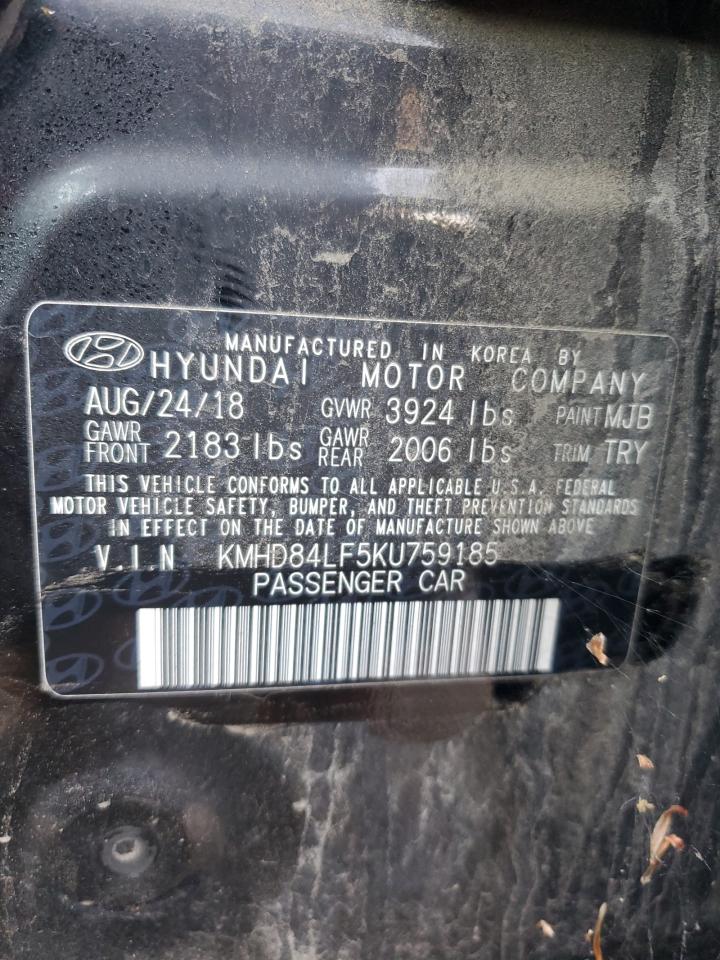 MANUFACTURED IN KOREA BY
HYUNDAI MOTOR COMPANY
AUG/24/18 GVWR 3924 lbs PAINT MJB
GAWR FRONT 2183 lbs GAWR REAR 2006 lbs TRIM TRY
THIS VEHICLE CONFORMS TO ALL APPLICABLE U.S.A. FEDERAL
MOTOR VEHICLE SAFETY, BUMPER, AND THEFT PREVENTION STANDARDS
IN EFFECT ON THE DATE OF MANUFACTURE SHOWN ABOVE
V.I.N KMHD84LF5KU759185
PASSENGER CAR